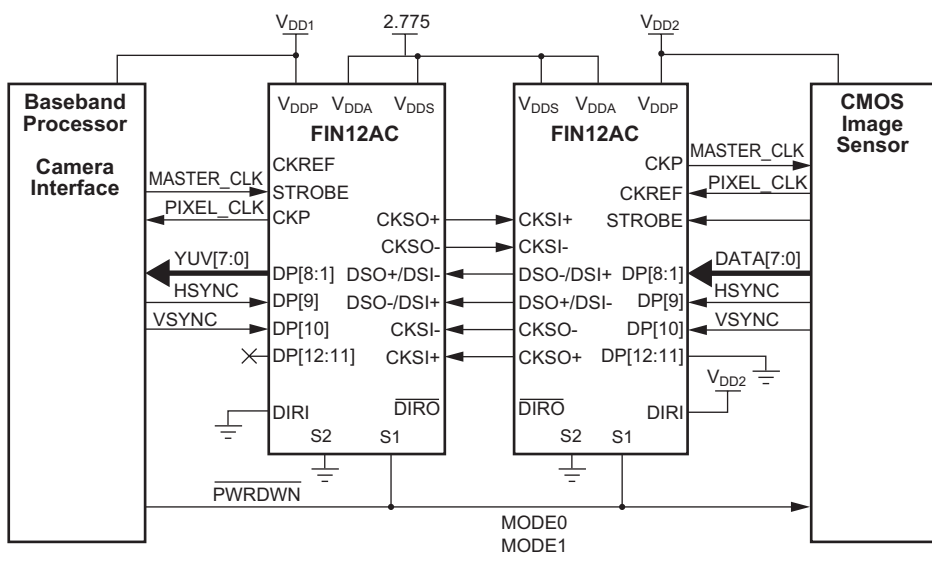 VDD1
2.775
VDD2
Baseband
Processor
Camera
Interface
VDDP VDDA VDDS
FIN12AC
CKREF
STROBE
CKP
DP[8:1]
DP[9]
DP[10]
DP[12:11]
DIRI
S2
S1
CKSO+
CKSO-
DSO+/DSI-
DSO-/DSI+
CKSI-
CKSI+
DIRO
MASTER_CLK
PIXEL_CLK
YUV[7:0]
HSYNC
VSYNC
PWRDWN
VDDS VDDA VDDP
FIN12AC
CKSI+
CKSI-
DSO-/DSI+
DSO+/DSI-
CKSO-
CKSO+
DIRO
S2
S1
CKP
CKREF
STROBE
DP[8:1]
DP[9]
DP[10]
DP[12:11]
DIRI
MASTER_CLK
PIXEL_CLK
DATA[7:0]
HSYNC
VSYNC
VDD2
CMOS
Image
Sensor
MODE0
MODE1